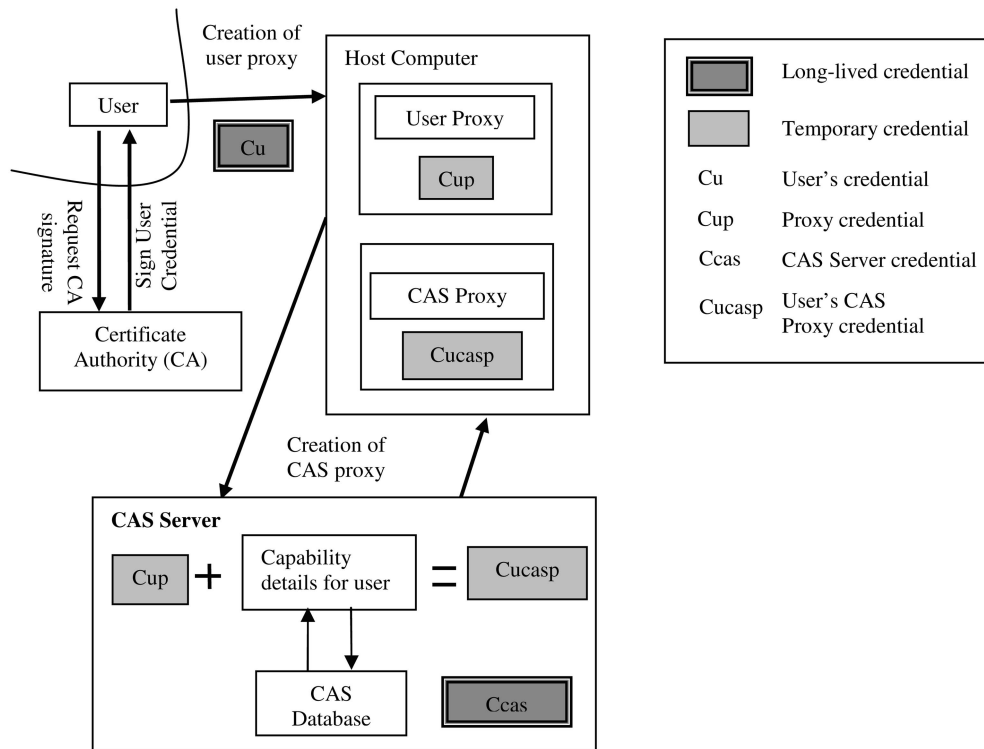 Creation of
user proxy
User
Cu
Request CA
signature
Sign User
Credential
Certificate
Authority (CA)
Host Computer
User Proxy
Cup
CAS Proxy
Cucasp
Creation of
CAS proxy
CAS Server
Cup
+
Capability
details for user
=
Cucasp
CAS
Database
Ccas
Long-lived credential
Temporary credential
Cu User's credential
Cup Proxy credential
Ccas CAS Server credential
Cucasp User's CAS
Proxy credential